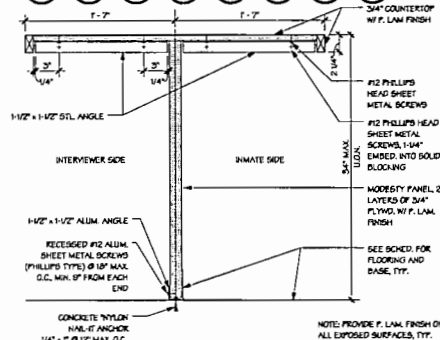 1'- 7"
1'- 7"
3/4" COUNTERTOP
W/ P. LAM FINISH
3"
1/4"
3"
1/4"
2 1/4"
#12 PHILLIPS
HEAD SHEET
METAL SCREWS
1-1/2" x 1-1/2" STL. ANGLE
#12 PHILLIPS HEAD
SHEET METAL
SCREWS, 1-1/4"
EMBED. INTO SOLID
BLOCKING
INTERVIEWER SIDE
INMATE SIDE
34" MAX.
U.O.N.
MODESTY PANEL, 2
LAYERS OF 3/4"
PLYWD, W/ P. LAM.
FINISH
1-1/2" x 1-1/2" ALUM. ANGLE
RECESSED #12 ALUM.
SHEET METAL SCREWS
(PHILLIPS TYPE) @ 18" MAX.
O.C., MIN. 8" FROM EACH
END
SEE SCHED. FOR
FLOORING AND
BASE, TYP.
CONCRETE "NYLON
NAIL-IT ANCHOR
NOTE: PROVIDE P. LAM. FINISH ON
ALL EXPOSED SURFACES, TYP.